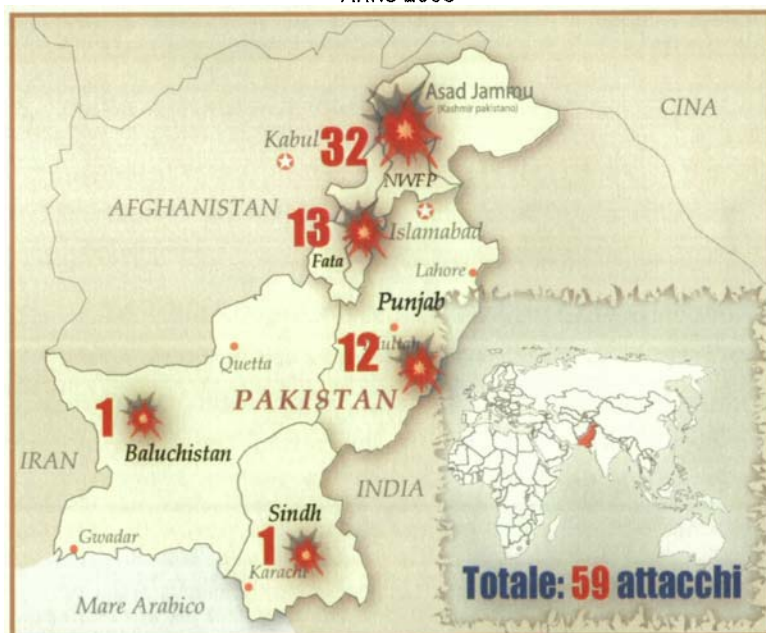 Asad Jammu
(Kashmir pakistano)
CINA
Kabul
32
NWFP
AFGHANISTAN
13
Islamabad
Fata
Lahore
Punjab
12
Quetta
PAKISTAN
1
Baluchistan
IRAN
INDIA
Sindh
Gwadar
1
Karachi
Totale: 59 attacchi
Mare Arabico